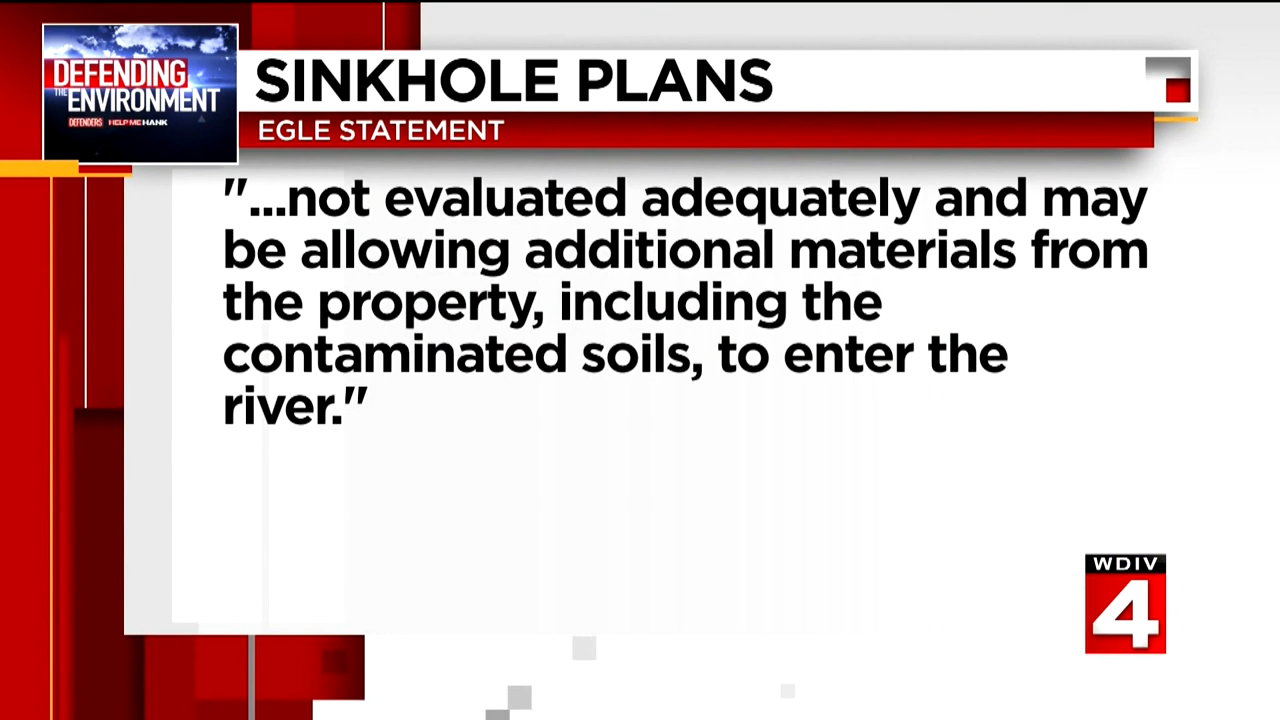 DEFENDING
THE ENVIRONMENT
DEFENDERS HELP ME HANK
SINKHOLE PLANS
EGLE STATEMENT
"...not evaluated adequately and may
be allowing additional materials from
the property, including the
contaminated soils, to enter the
river."
WDIV
4